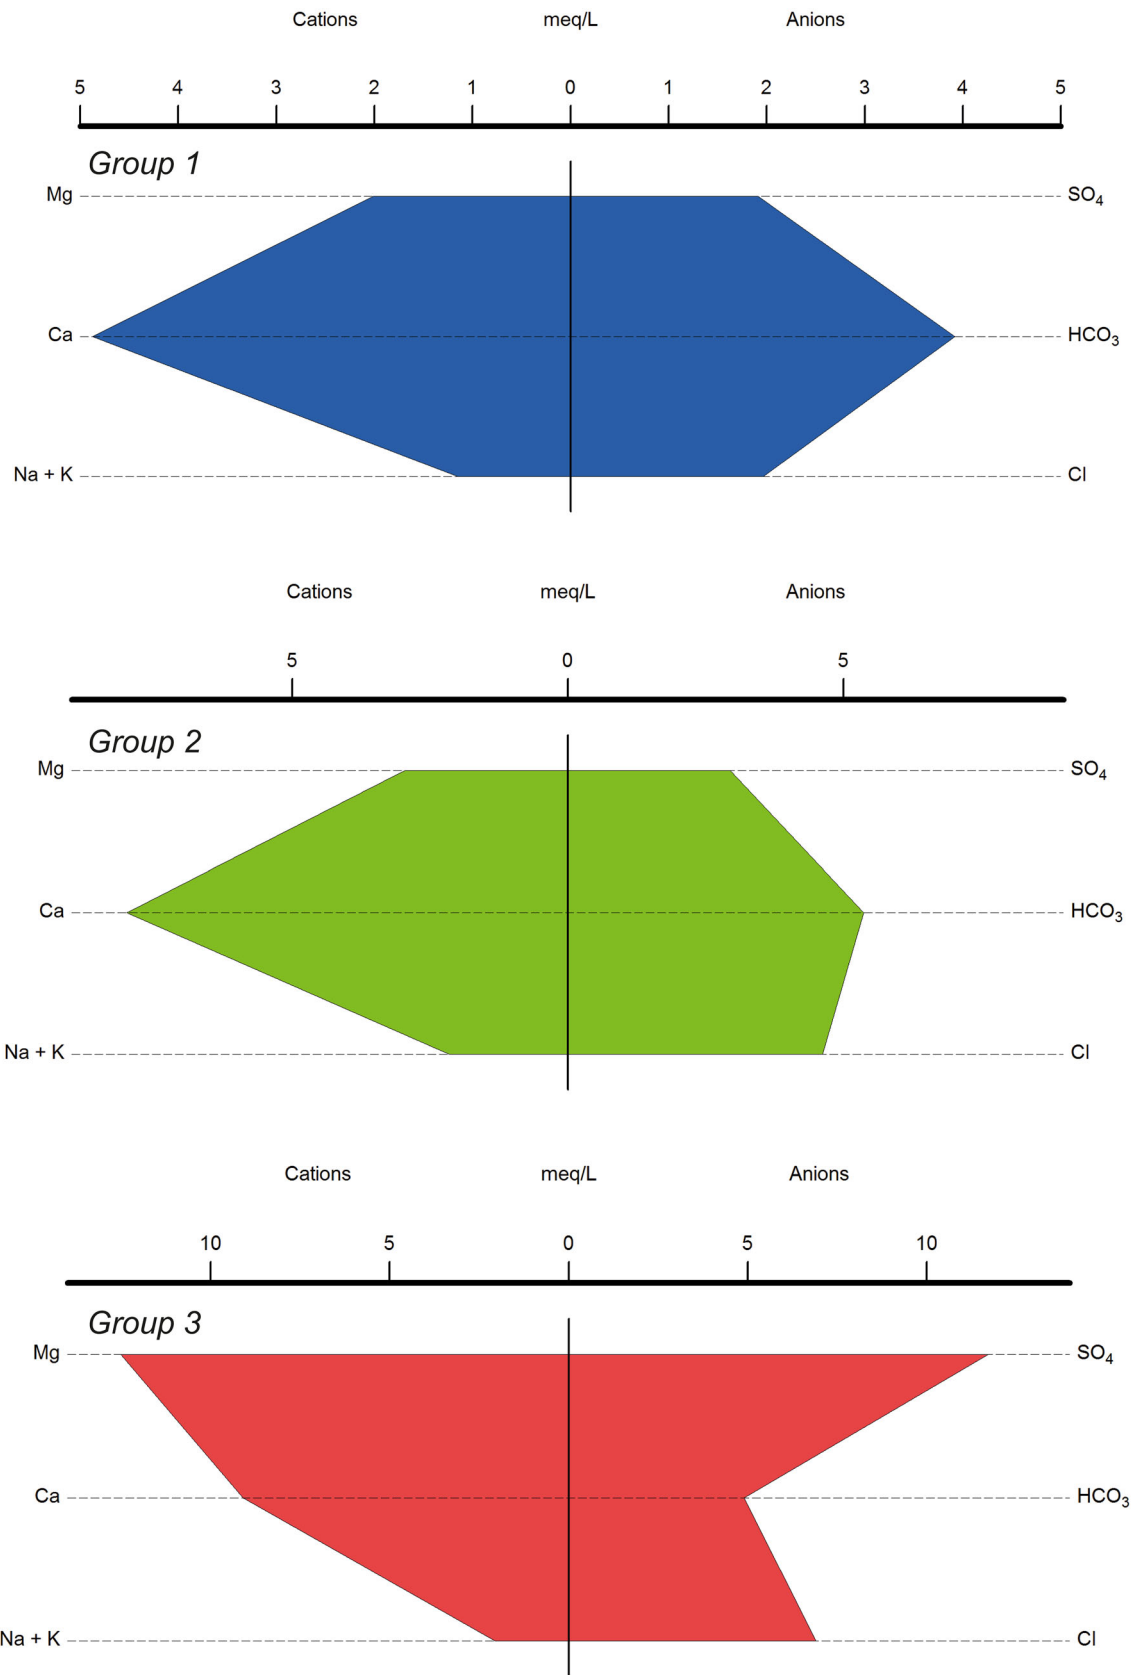 Cations meq/L Anions
5 4 3 2 1 0 1 2 3 4 5
Group 1
Mg SO₄
Ca HCO₃
Na + K Cl
Cations meq/L Anions
5 0 5
Group 2
Mg SO₄
Ca HCO₃
Na + K Cl
Cations meq/L Anions
10 5 0 5 10
Group 3
Mg SO₄
Ca HCO₃
Na + K Cl